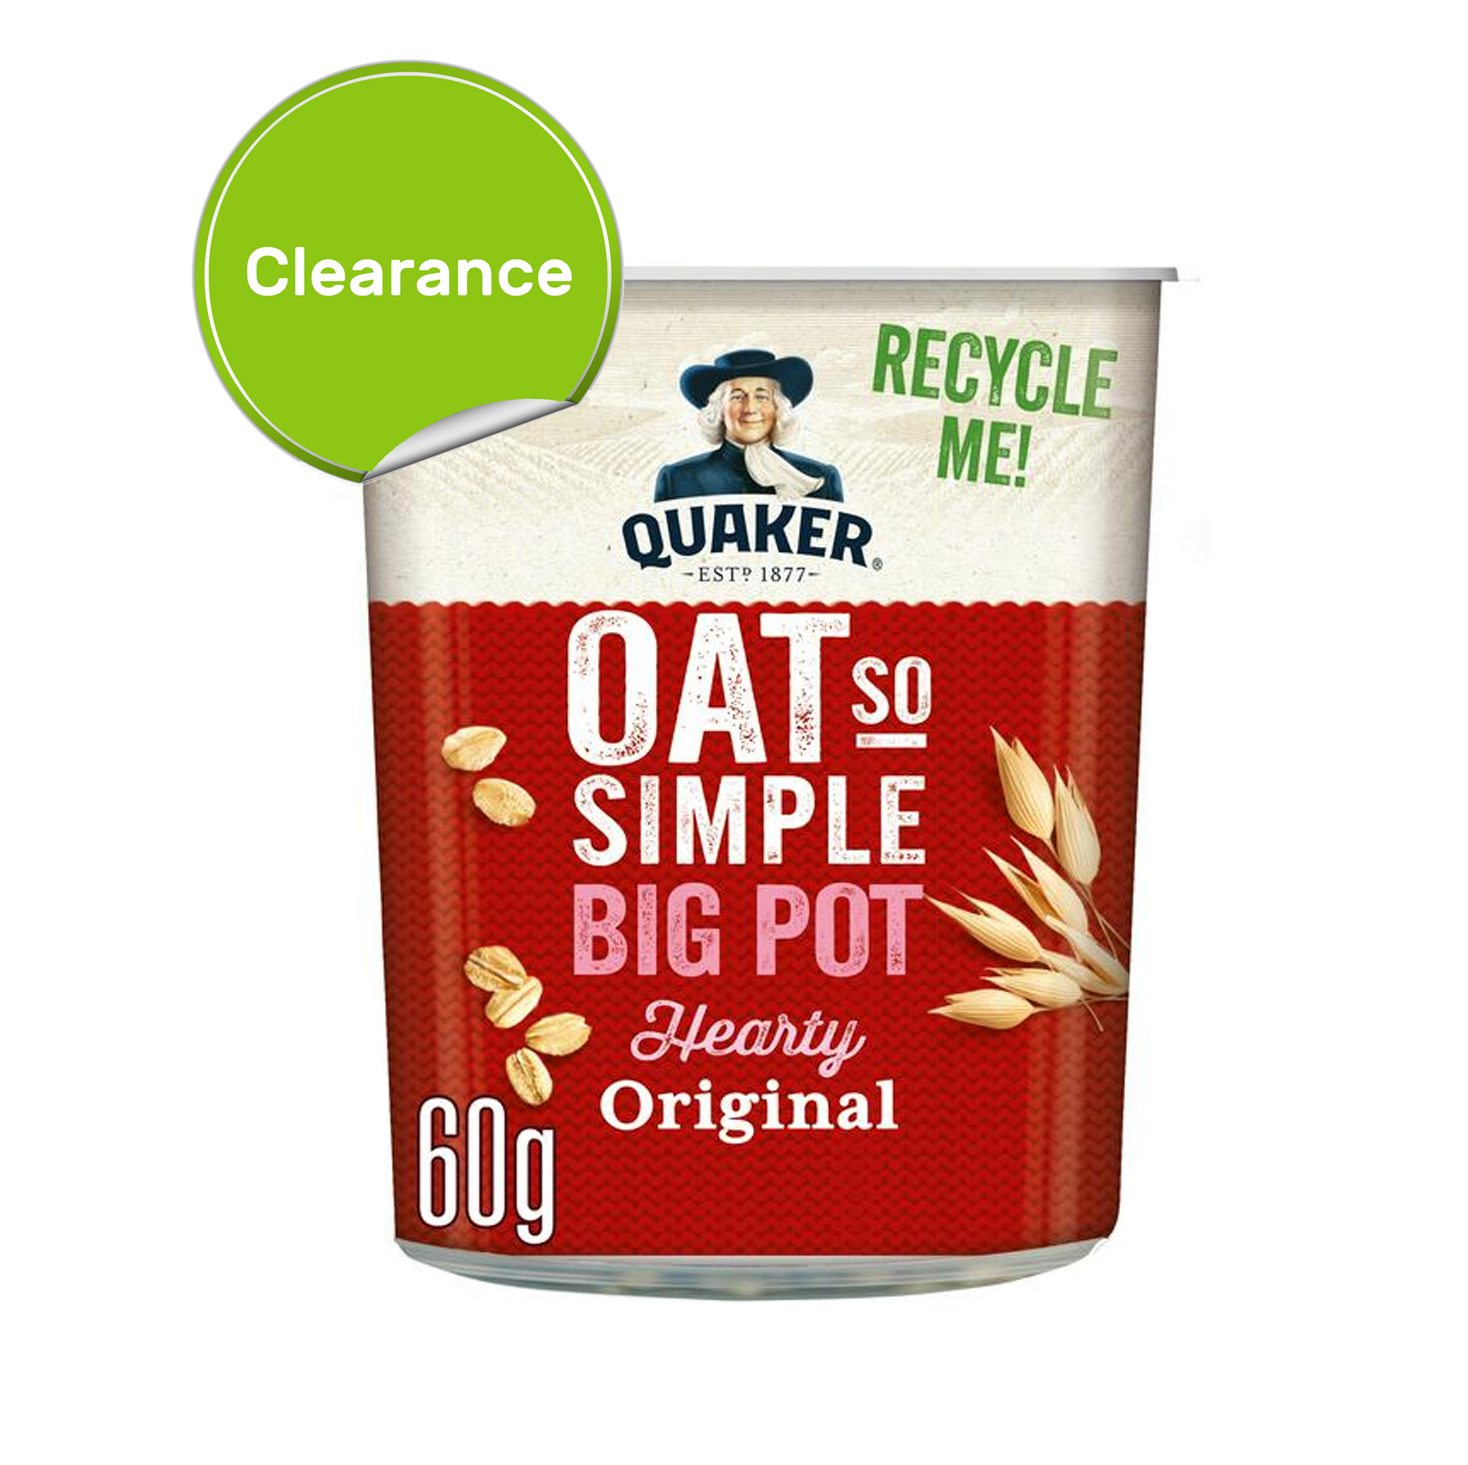 Clearance
RECYCLE
ME!
QUAKER®
-ESTD 1877-
OAT SO
SIMPLE
BIG POT
Hearty
Original
60g